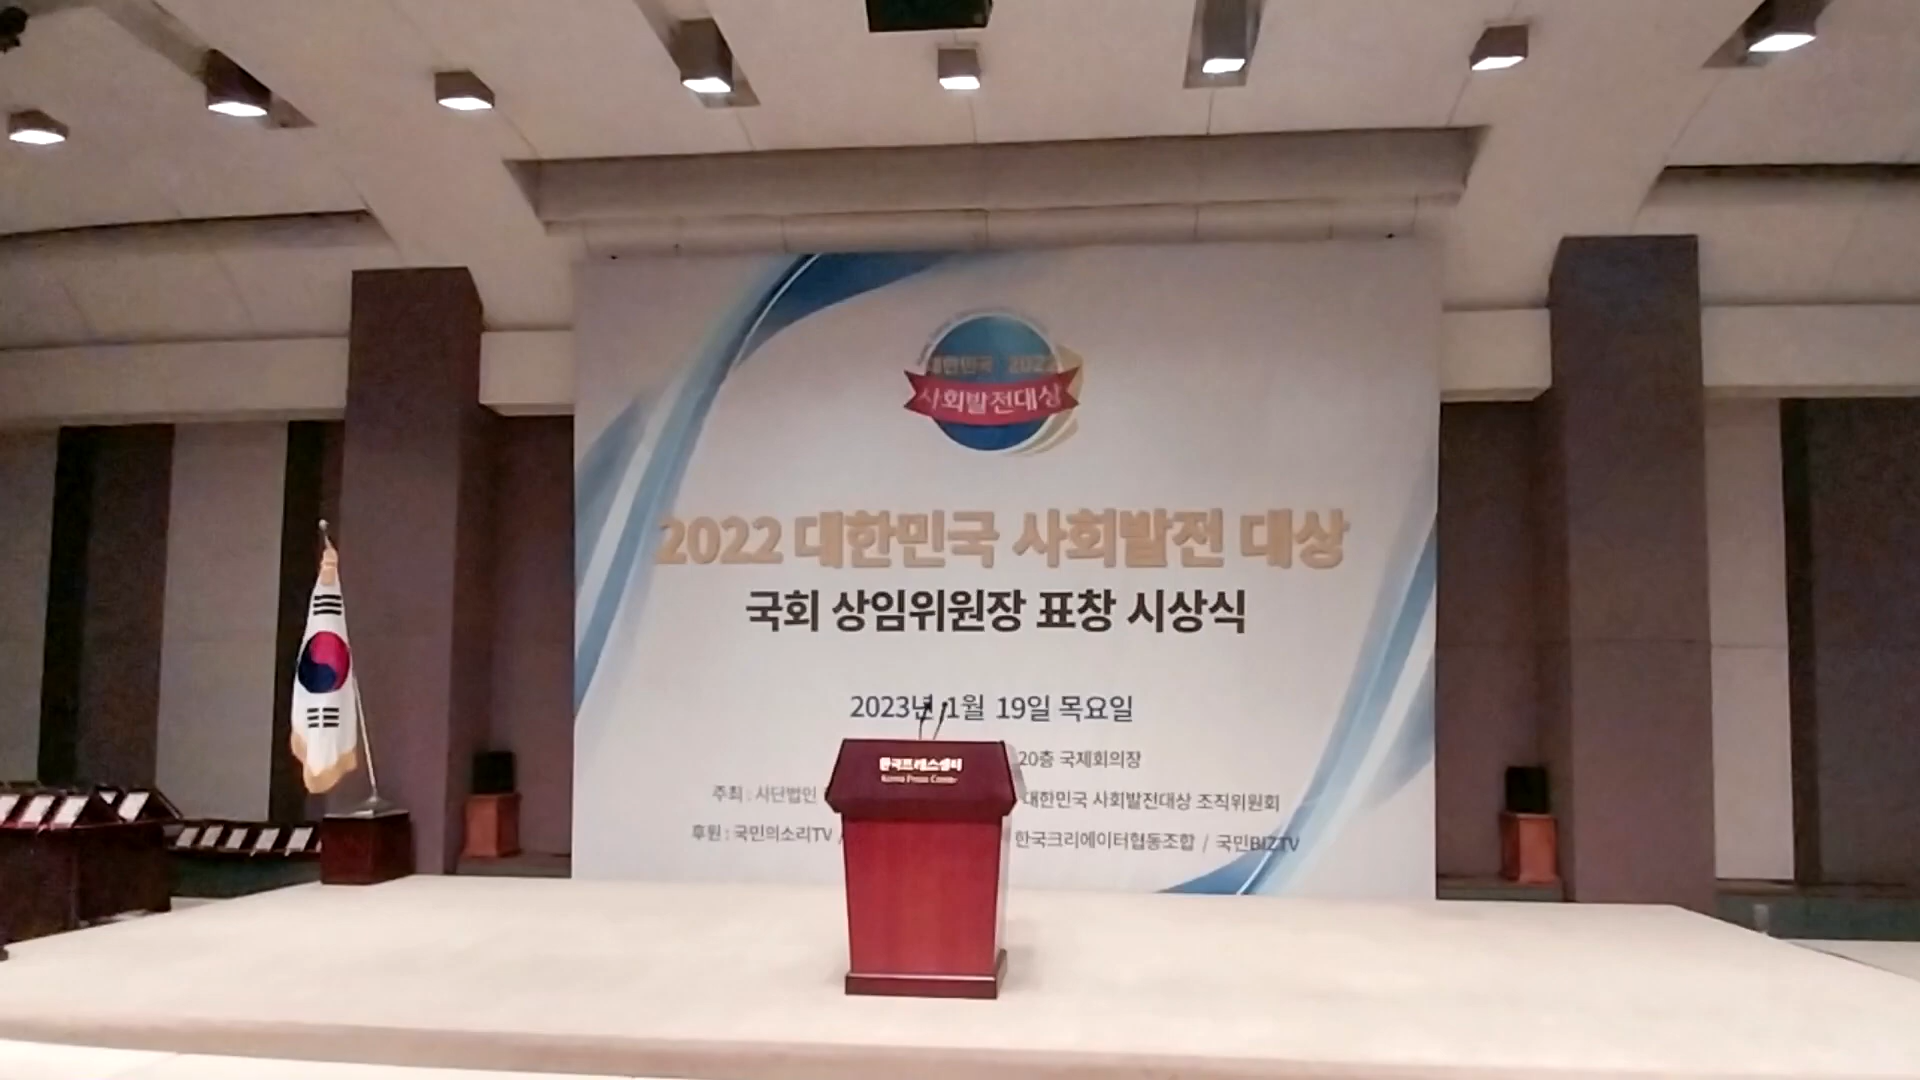 대한민국 2022
사회발전대상
2022 대한민국 사회발전 대상
국회 상임위원장 표창 시상식
2023년 1월 19일 목요일
20층 국제회의장
주최 : 사단법인 대한민국 사회발전대상 조직위원회
후원 : 국민의소리TV / 한국크리에이터협동조합 / 국민BIZTV
한국프레스센터
Korea Press Center